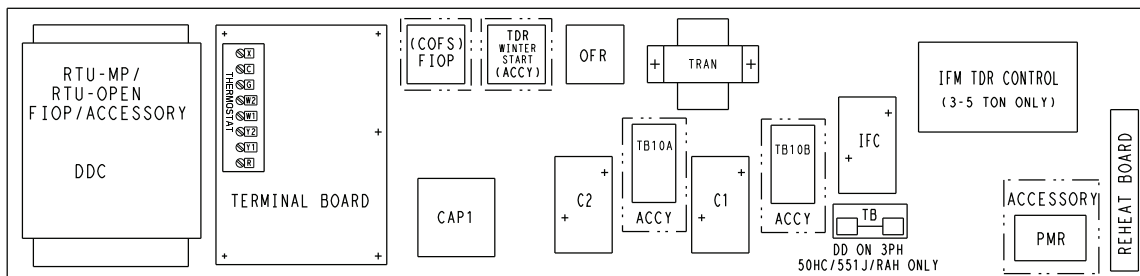 RTU-MP/
RTU-OPEN
FIOP/ACCESSORY
DDC
THERMOSTAT
X
C
G
W2
W1
Y2
Y1
R
TERMINAL BOARD
(COFS)
FIOP
TDR
WINTER
START
(ACCY)
OFR
TRAN
CAP1
C2
TB10A
ACCY
C1
TB10B
ACCY
IFC
TB
DD ON 3PH
50HC/551J/RAH ONLY
IFM TDR CONTROL
(3-5 TON ONLY)
ACCESSORY
PMR
REHEAT BOARD